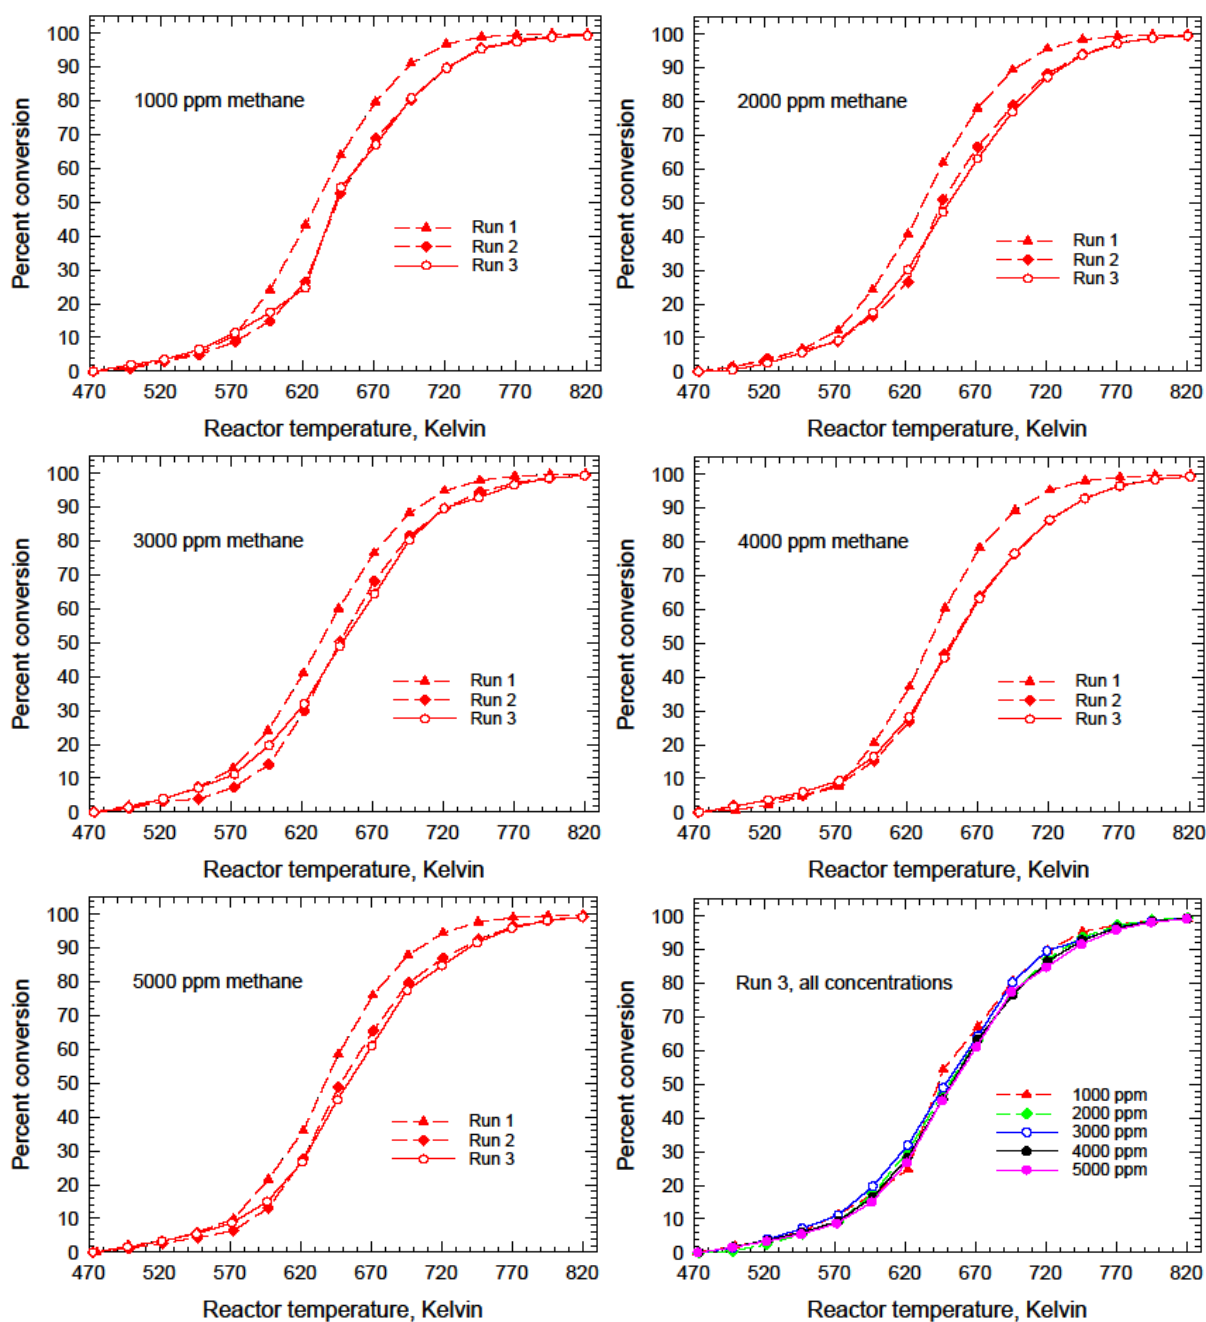 100
90
80
70
60
50
40
30
20
10
0
1000 ppm methane
Run 1
Run 2
Run 3
470 520 570 620 670 720 770 820
Percent conversion
Reactor temperature, Kelvin
100
90
80
70
60
50
40
30
20
10
0
2000 ppm methane
Run 1
Run 2
Run 3
470 520 570 620 670 720 770 820
Percent conversion
Reactor temperature, Kelvin
100
90
80
70
60
50
40
30
20
10
0
3000 ppm methane
Run 1
Run 2
Run 3
470 520 570 620 670 720 770 820
Percent conversion
Reactor temperature, Kelvin
100
90
80
70
60
50
40
30
20
10
0
4000 ppm methane
Run 1
Run 2
Run 3
470 520 570 620 670 720 770 820
Percent conversion
Reactor temperature, Kelvin
100
90
80
70
60
50
40
30
20
10
0
5000 ppm methane
Run 1
Run 2
Run 3
470 520 570 620 670 720 770 820
Percent conversion
Reactor temperature, Kelvin
100
90
80
70
60
50
40
30
20
10
0
Run 3, all concentrations
1000 ppm
2000 ppm
3000 ppm
4000 ppm
5000 ppm
470 520 570 620 670 720 770 820
Percent conversion
Reactor temperature, Kelvin